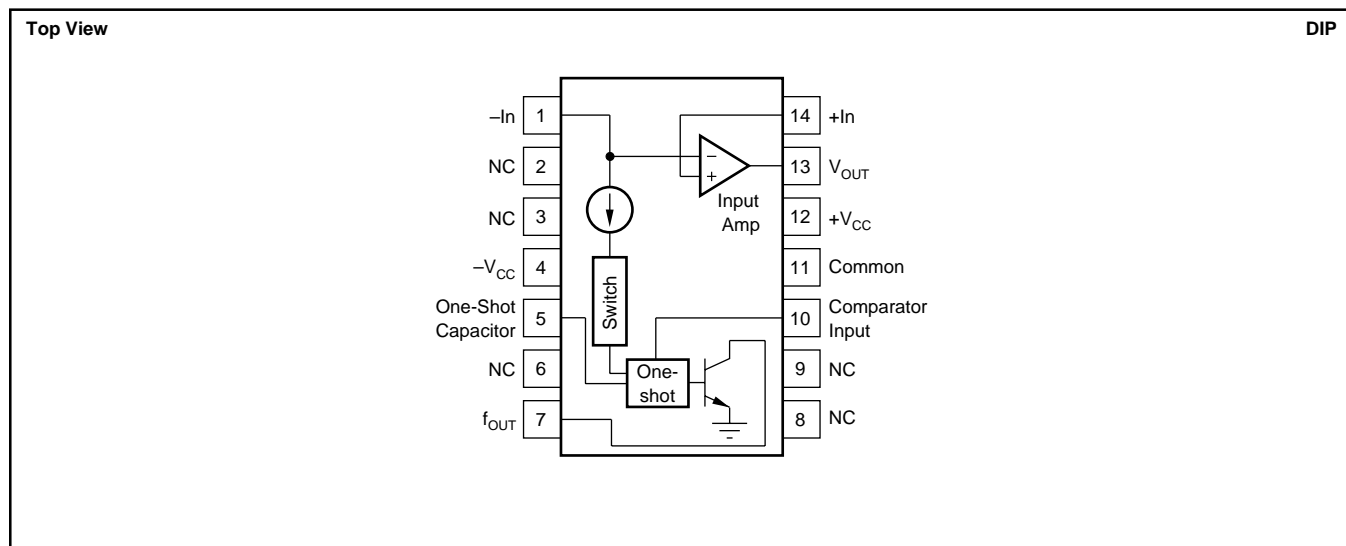 Top View
DIP
–In 1
NC 2
NC 3
–VCC 4
One-Shot
Capacitor 5
NC 6
fOUT 7
14 +In
13 VOUT
12 +VCC
11 Common
10 Comparator
Input
9 NC
8 NC
–
+
Input
Amp
Switch
One-
shot